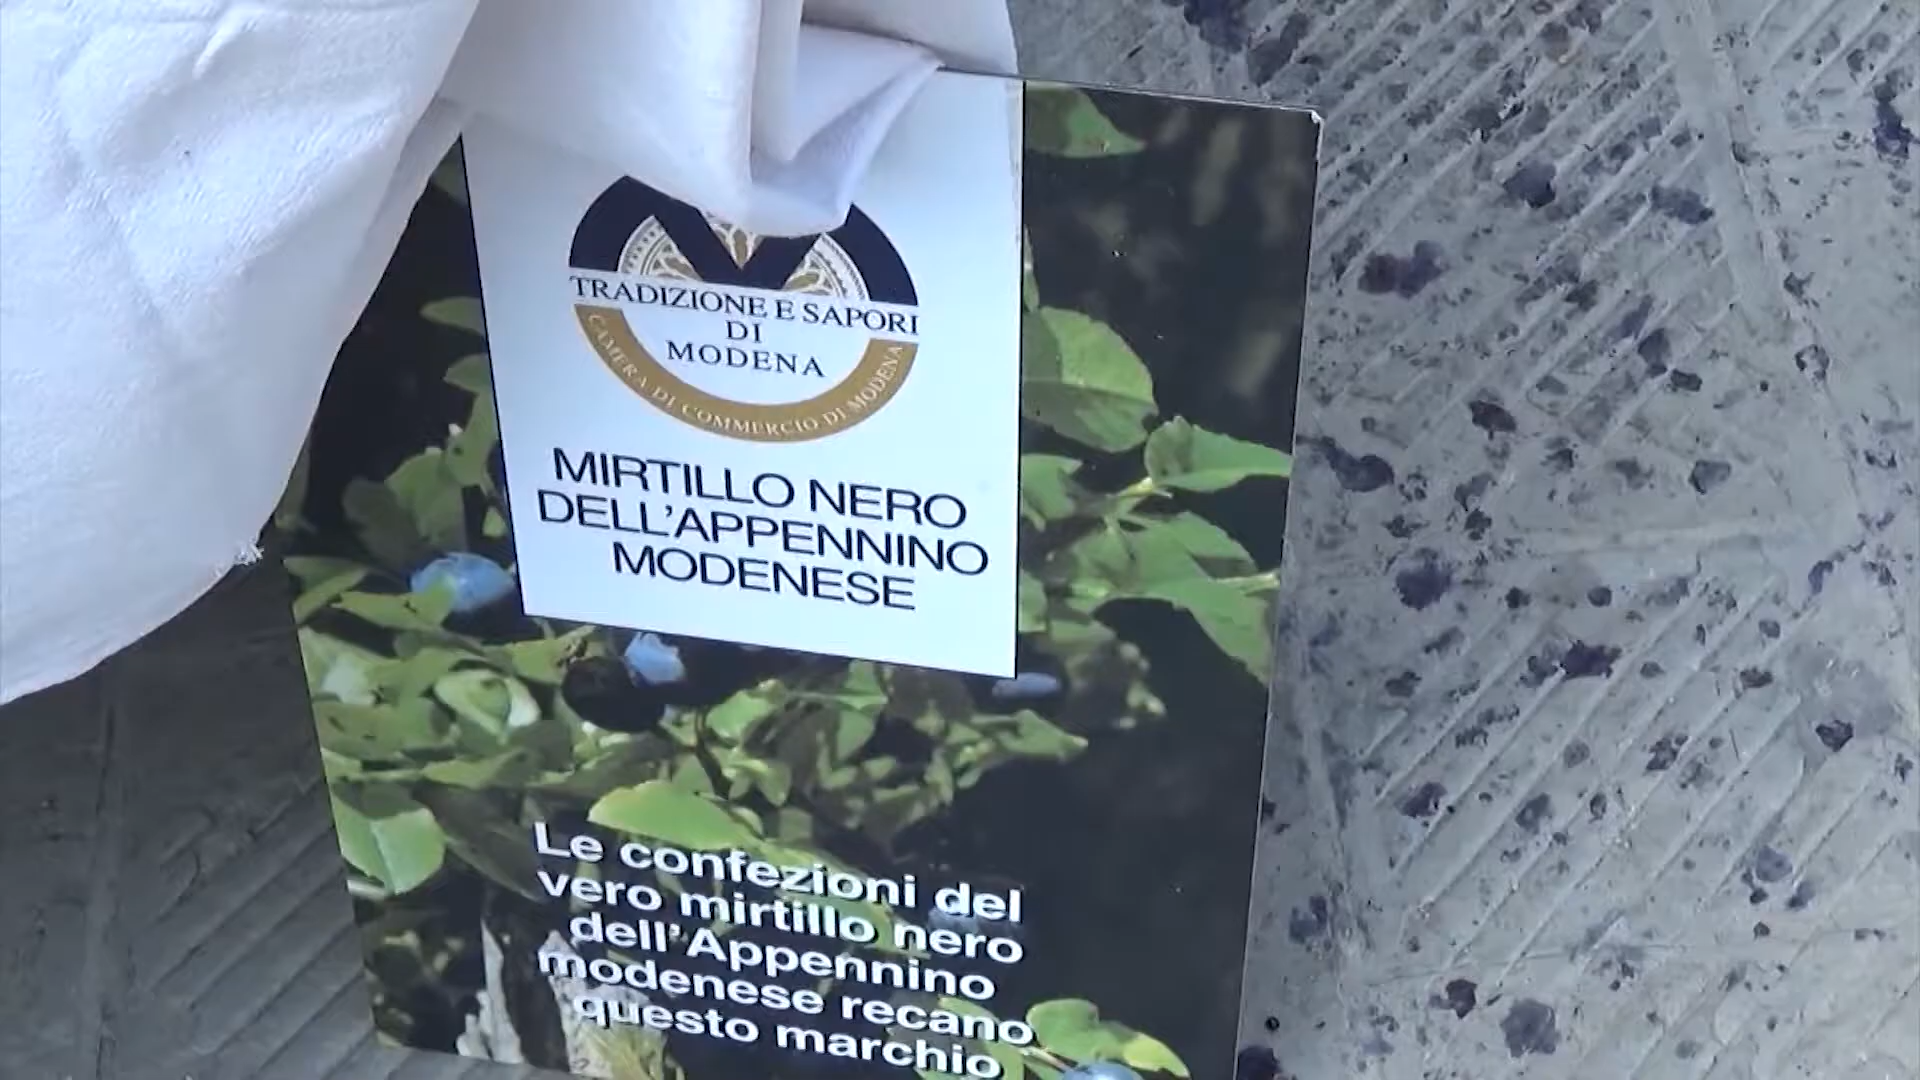 TRADIZIONE E SAPORI
DI
MODENA
CAMERA DI COMMERCIO DI MODENA
MIRTILLO NERO
DELL'APPENNINO
MODENESE
Le confezioni del
vero mirtillo nero
dell'Appennino
modenese recano
questo marchio